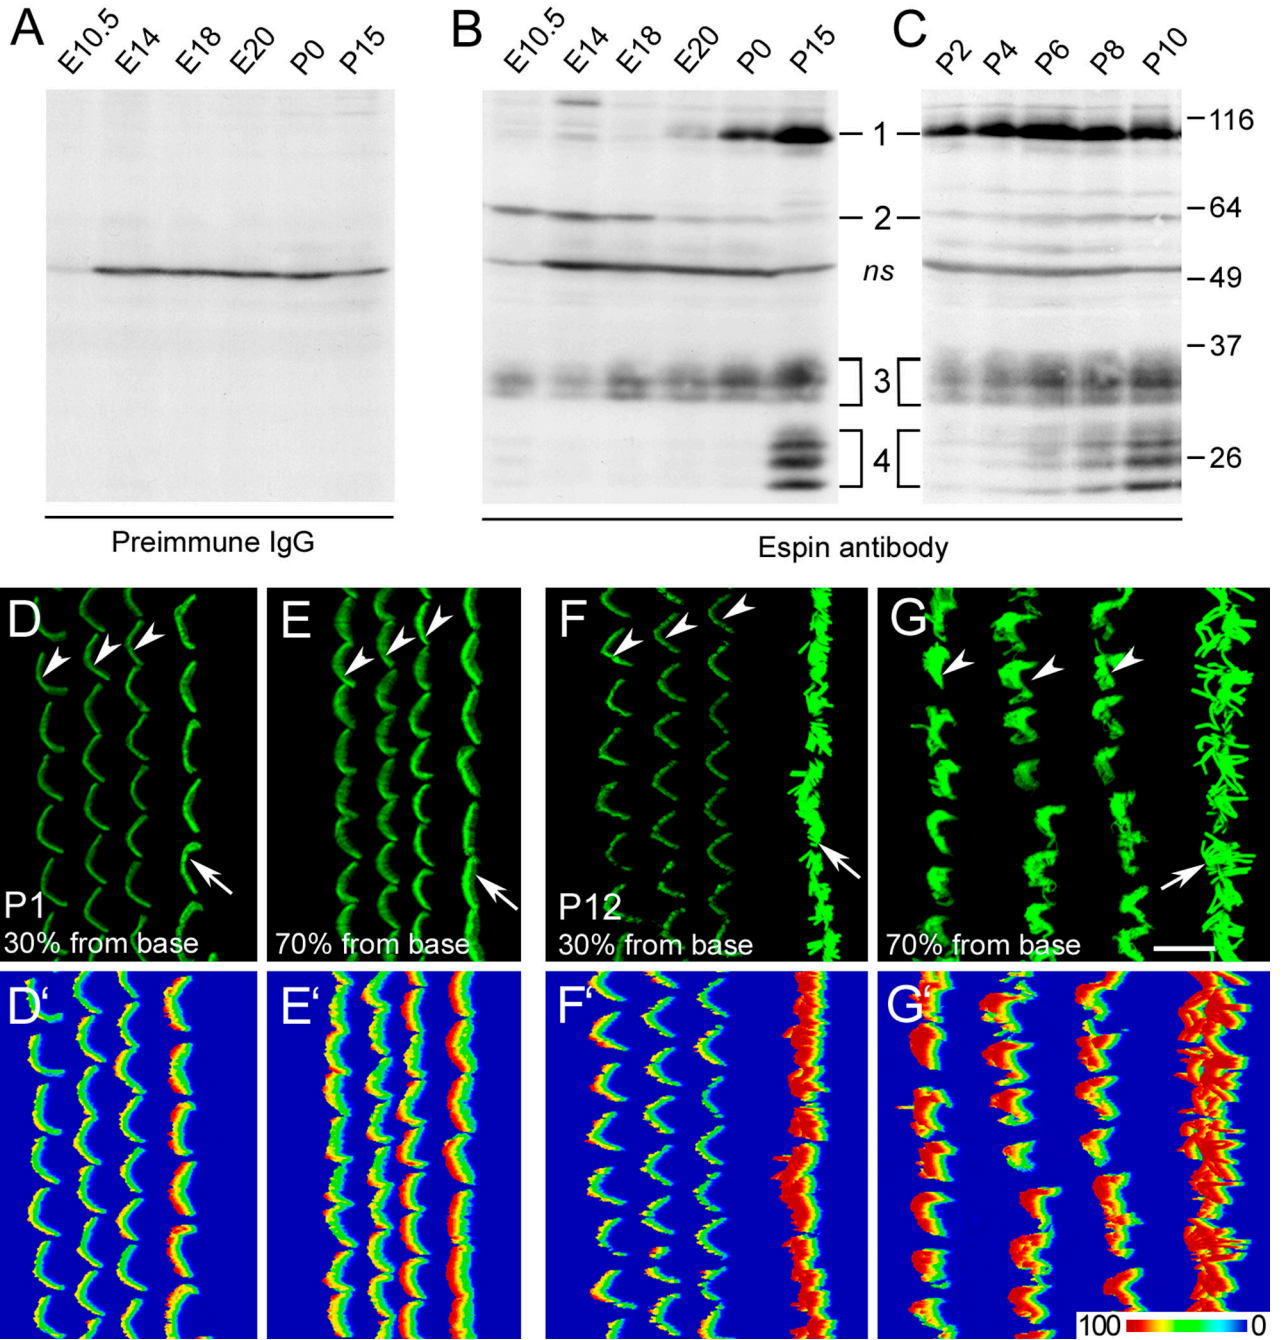 A
E10.5 E14 E18 E20 P0 P15
B
E10.5 E14 E18 E20 P0 P15
C
P2 P4 P6 P8 P10
1
2
ns
3
4
116
64
49
37
26
Preimmune IgG
Espin antibody
D
P1
30% from base
E
70% from base
F
P12
30% from base
G
70% from base
D‘
E‘
F‘
G‘
100 0